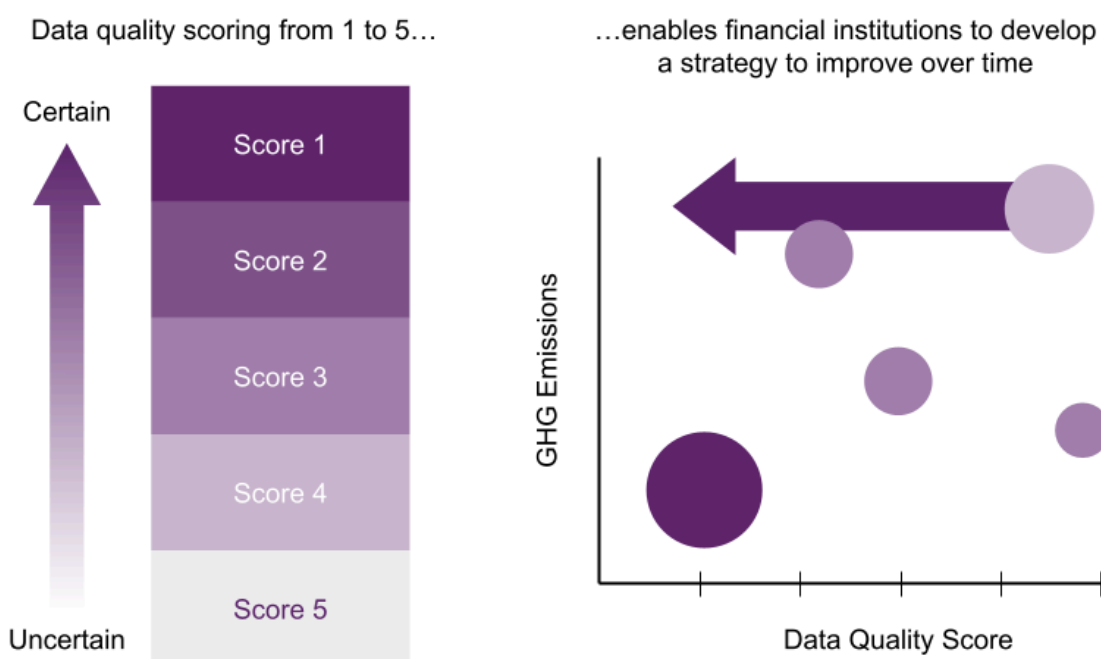 Data quality scoring from 1 to 5…
Certain
Score 1
Score 2
Score 3
Score 4
Score 5
Uncertain
…enables financial institutions to develop
a strategy to improve over time
GHG Emissions
Data Quality Score